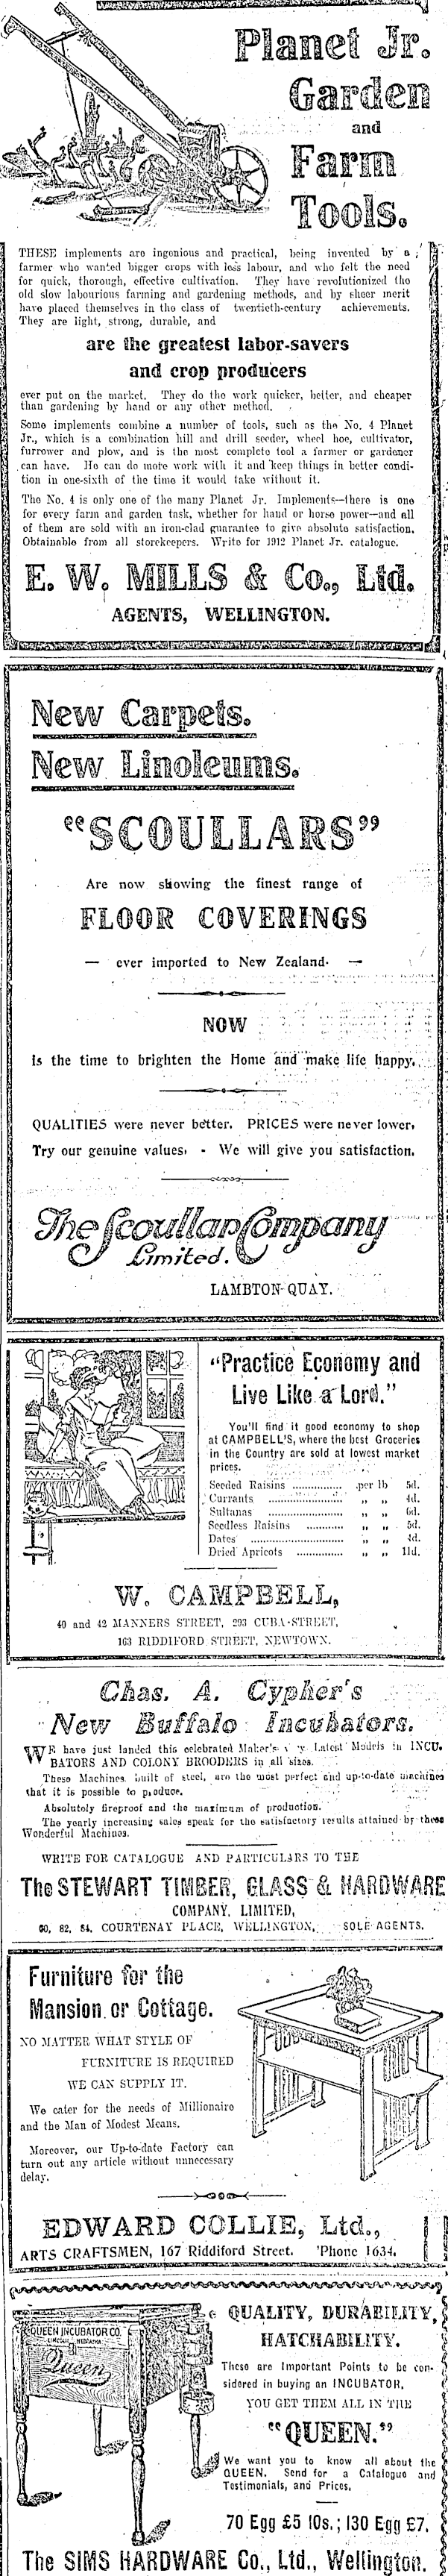 Planet Jr.
Garden
and
Farm
Tools.
THESE implements are ingenious and practical, being invented by a
farmer who wanted bigger crops with less labour, and who felt the need
for quick, thorough, effective cultivation. They have revolutionized the
old slow labourious farming and gardening methods, and by sheer merit
have placed themselves in the class of twentieth-century achievements.
They are light, strong, durable, and
are the greatest labor-savers
and crop producers
ever put on the market. They do the work quicker, better, and cheaper
than gardening by hand or any other method.
Some implements combine a number of tools, such as the No. 4 Planet
Jr., which is a combination hill and drill seeder, wheel hoe, cultivator,
furrower and plow, and is the most complete tool a farmer or gardener
can have. He can do more work with it and keep things in better condi-
tion in one-sixth of the time it would take without it.
The No. 4 is only one of the many Planet Jr. Implements—there is one
for every farm and garden task, whether for hand or horse power—and all
of them are sold with an iron-clad guarantee to give absolute satisfaction.
Obtainable from all storekeepers. Write for 1912 Planet Jr. catalogue.
E. W. MILLS & Co., Ltd.
AGENTS, WELLINGTON.
New Carpets.
New Linoleums.
"SCOULLARS"
Are now showing the finest range of
FLOOR COVERINGS
— ever imported to New Zealand. —
NOW
Is the time to brighten the Home and make life happy.
QUALITIES were never better. PRICES were never lower.
Try our genuine values. - We will give you satisfaction.
The Scoullar Company
Limited.
LAMBTON QUAY.
"Practice Economy and
Live Like a Lord."
You'll find it good economy to shop
at CAMPBELL'S, where the best Groceries
in the Country are sold at lowest market
prices.
Seeded Raisins ............... per lb 5d.
Currants ............... „ „ 4d.
Sultanas ............... „ „ 6d.
Seedless Raisins ............ „ „ 5d.
Dates ............... „ „ 4d.
Dried Apricots ............... „ „ 11d.
W. CAMPBELL,
40 and 42 MANNERS STREET, 293 CUBA-STREET,
163 RIDDIFORD STREET, NEWTOWN.
Chas. A. Cypher's
New Buffalo Incubators.
WE have just landed this celebrated Maker's Latest Models in INCU-
BATORS AND COLONY BROODERS in all sizes.
These Machines, built of steel, are the most perfect and up-to-date machines
that it is possible to produce.
Absolutely fireproof and the maximum of production.
The yearly increasing sales speak for the satisfactory results attained by these
Wonderful Machines.
WRITE FOR CATALOGUE AND PARTICULARS TO THE
The STEWART TIMBER, GLASS & HARDWARE
COMPANY, LIMITED,
82, 84, COURTENAY PLACE, WELLINGTON, SOLE AGENTS.
Furniture for the
Mansion or Cottage.
NO MATTER WHAT STYLE OF
FURNITURE IS REQUIRED
WE CAN SUPPLY IT.
We cater for the needs of Millionaire
and the Man of Modest Means.
Moreover, our Up-to-date Factory can
turn out any article without unnecessary
delay.
EDWARD COLLIE, Ltd.,
ARTS CRAFTSMEN, 167 Riddiford Street. 'Phone 1634.
QUEEN INCUBATOR CO.
LINCOLN, NEBRASKA
Queen
QUALITY, DURABILITY,
HATCHABILITY.
These are Important Points to be con-
sidered in buying an INCUBATOR.
YOU GET THEM ALL IN THE
"QUEEN."
We want you to know all about the
QUEEN. Send for a Catalogue and
Testimonials, and Prices.
70 Egg £5 10s.; 130 Egg £7.
The SIMS HARDWARE Co., Ltd., Wellington.